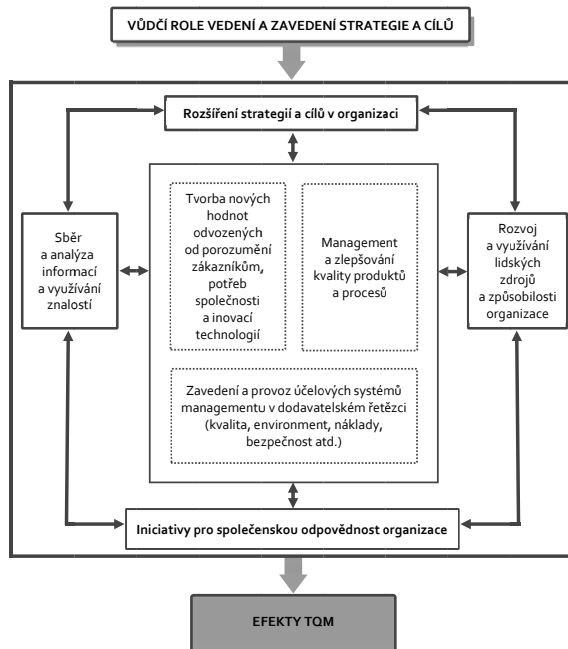 VŮDČÍ ROLE VEDENÍ A ZAVEDENÍ STRATEGIE A CÍLŮ
Rozšíření strategií a cílů v organizaci
Sběr
a analýza
informací
a využívání
znalostí
Tvorba nových
hodnot
odvozených
od porozumění
zákazníkům,
potřeb
společnosti
a inovací
technologií
Management
a zlepšování
kvality produktů
a procesů
Rozvoj
a využívání
lidských
zdrojů
a způsobilosti
organizace
Zavedení a provoz účelových systémů
managementu v dodavatelském řetězci
(kvalita, environment, náklady,
bezpečnost atd.)
Iniciativy pro společenskou odpovědnost organizace
EFEKTY TQM